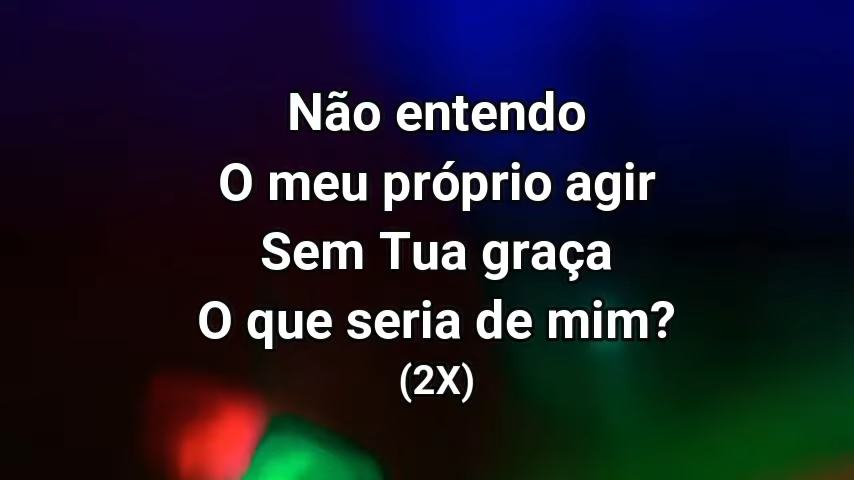 Não entendo
O meu próprio agir
Sem Tua graça
O que seria de mim?
(2X)